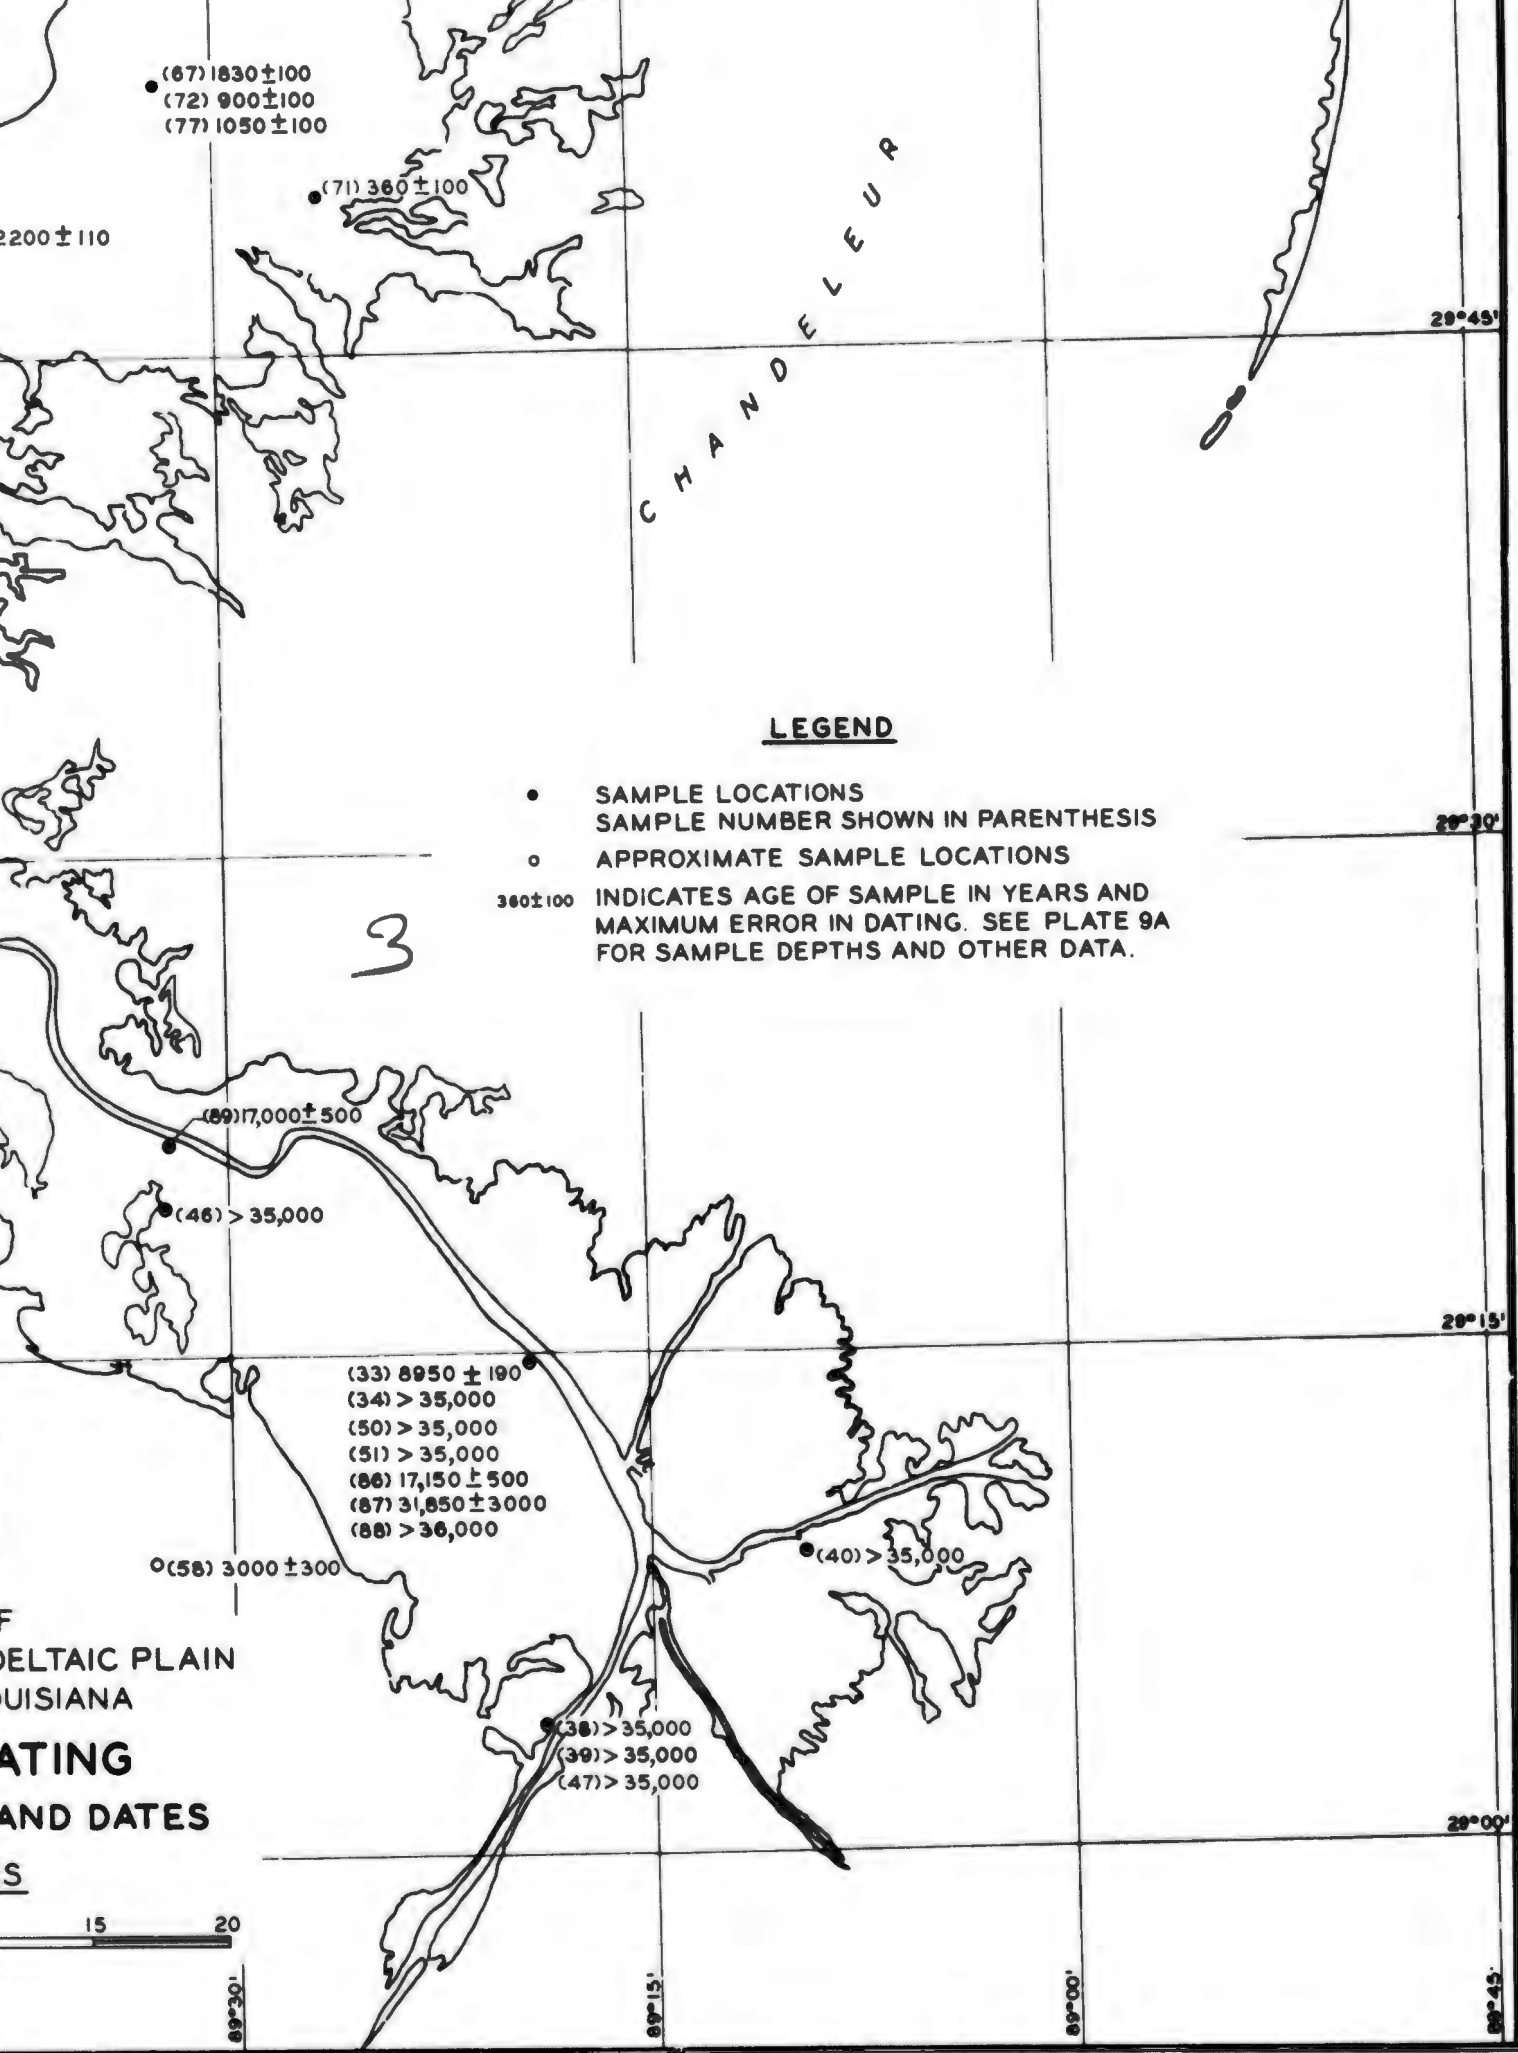 (67) 1830±100
(72) 900±100
(77) 1050±100
(71) 360±100
2200±110
CHANDELEUR
29°45'
LEGEND
● SAMPLE LOCATIONS
SAMPLE NUMBER SHOWN IN PARENTHESIS
○ APPROXIMATE SAMPLE LOCATIONS
360±100 INDICATES AGE OF SAMPLE IN YEARS AND
MAXIMUM ERROR IN DATING. SEE PLATE 9A
FOR SAMPLE DEPTHS AND OTHER DATA.
29°30'
3
(89) 17,000±500
(46) > 35,000
29°15'
(33) 8950 ± 190
(34) > 35,000
(50) > 35,000
(51) > 35,000
(86) 17,150±500
(87) 31,850±3000
(88) > 36,000
(40) > 35,000
(58) 3000±300
F
DELTAIC PLAIN
OUISIANA
ATING
AND DATES
S
(38) > 35,000
(39) > 35,000
(47) > 35,000
29°00'
15 20
89°30'
89°15'
89°00'
89°45'